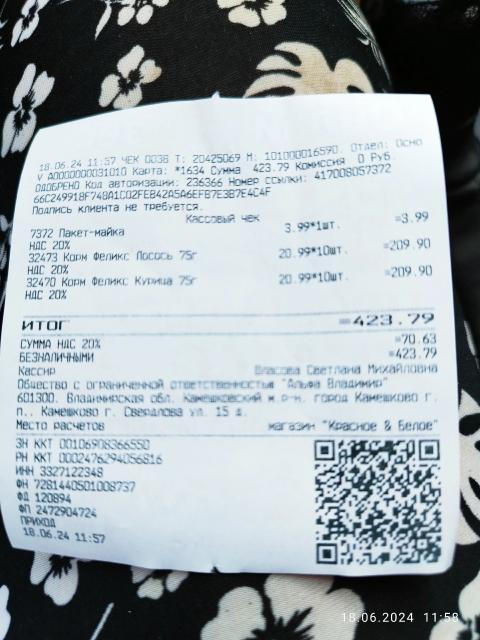 18.06.24 11:37 ЧЕК 0038 Т: 20425069 М: 101000016590. Отдел: Осно
V A0000000031010 Карта: *1634 Сумма 423.79 Комиссия 0 Руб.
ОДОБРЕНО Код авторизации: 236366 Номер ссылки: 417008057372
Подпись клиента не требуется.
Кассовый чек
7372 Пакет-майка 3.99*1шт. =3.99
НДС 20%
32473 Корм Феликс Лосось 75г 20.99*10шт. =209.90
НДС 20%
32470 Корм Феликс Курица 75г 20.99*10шт. =209.90
НДС 20%
ИТОГ =423.79
СУММА НДС 20% =70.63
БЕЗНАЛИЧНЫМИ =423.79
Кассир Власова Светлана Михайловна
Общество с ограниченной ответственностью "Альфа Владимир"
601300, Владимирская обл. Камешковский м.р-н. город Камешково г.
п., Камешково г. Свердлова ул. 15 д.
Место расчетов магазин "Красное & Белое"
ЗН ККТ 00106908366550
РН ККТ 0002476294056816
ИНН 3327122348
ФН 7281440501008737
ФД 120894
ФП 2472904724
ПРИХОД
18.06.24 11:57
18.06.2024 11:58